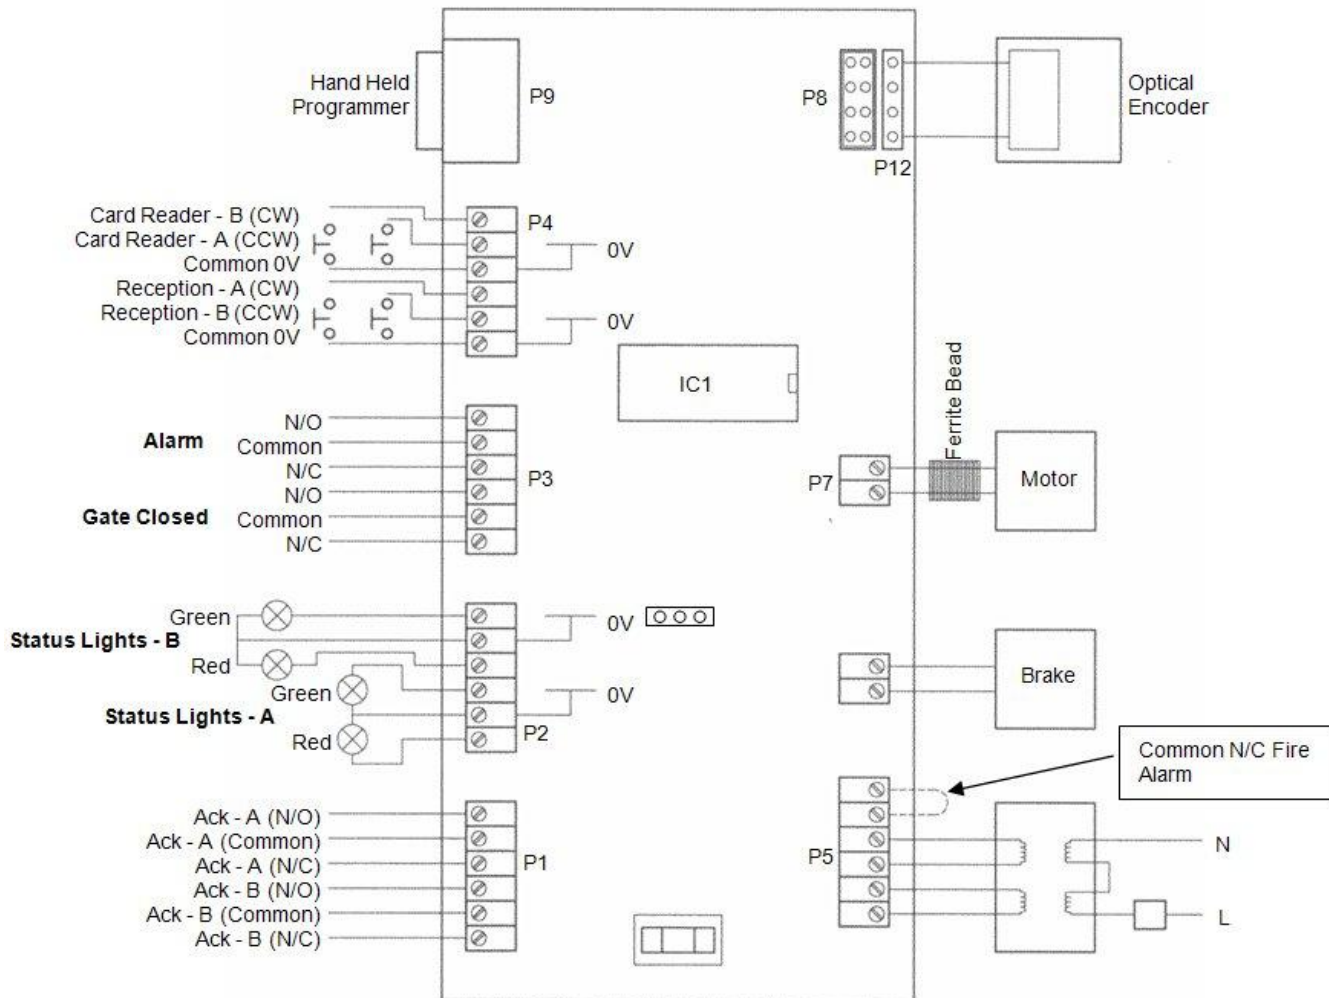 Hand Held
Programmer
P9
P8
P12
Optical
Encoder
Card Reader - B (CW)
Card Reader - A (CCW)
Common 0V
Reception - A (CW)
Reception - B (CCW)
Common 0V
P4
0V
0V
IC1
Ferrite Bead
Alarm
N/O
Common
N/C
Gate Closed
N/O
Common
N/C
P3
P7
Motor
Status Lights - B
Green
Red
0V
Status Lights - A
Green
Red
0V
P2
Brake
Common N/C Fire
Alarm
Ack - A (N/O)
Ack - A (Common)
Ack - A (N/C)
Ack - B (N/O)
Ack - B (Common)
Ack - B (N/C)
P1
P5
N
L